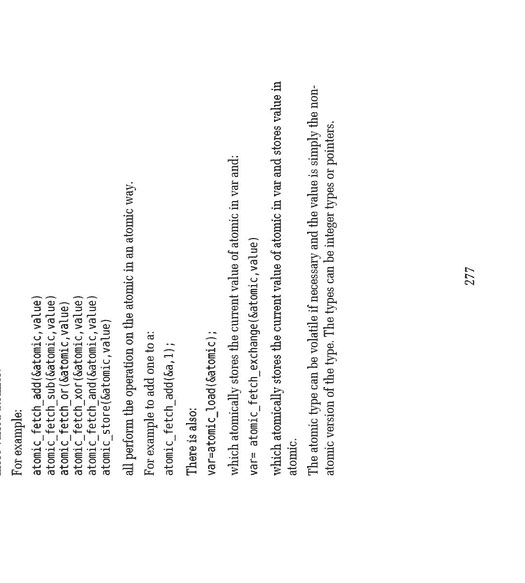 For example:
atomic_fetch_add(&atomic,value)
atomic_fetch_sub(&atomic,value)
atomic_fetch_or(&atomic,value)
atomic_fetch_xor(&atomic,value)
atomic_fetch_and(&atomic,value)
atomic_store(&atomic,value)
all perform the operation on the atomic in an atomic way.
For example to add one to a:
atomic_fetch_add(&a,1);
There is also:
var=atomic_load(&atomic);
which atomically stores the current value of atomic in var and:
var= atomic_fetch_exchange(&atomic,value)
which atomically stores the current value of atomic in var and stores value in
atomic.
The atomic type can be volatile if necessary and the value is simply the non-
atomic version of the type. The types can be integer types or pointers.
277